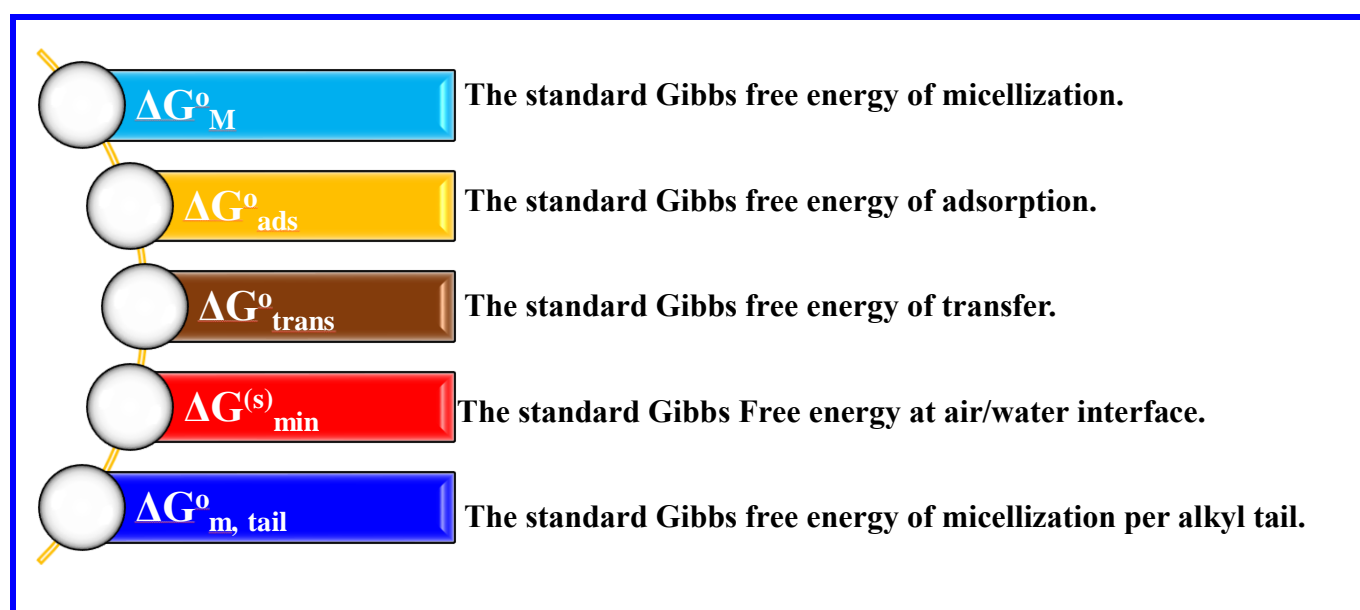 ΔG°M The standard Gibbs free energy of micellization.
ΔG°ads The standard Gibbs free energy of adsorption.
ΔG°trans The standard Gibbs free energy of transfer.
ΔG(s)min The standard Gibbs Free energy at air/water interface.
ΔG°m, tail The standard Gibbs free energy of micellization per alkyl tail.